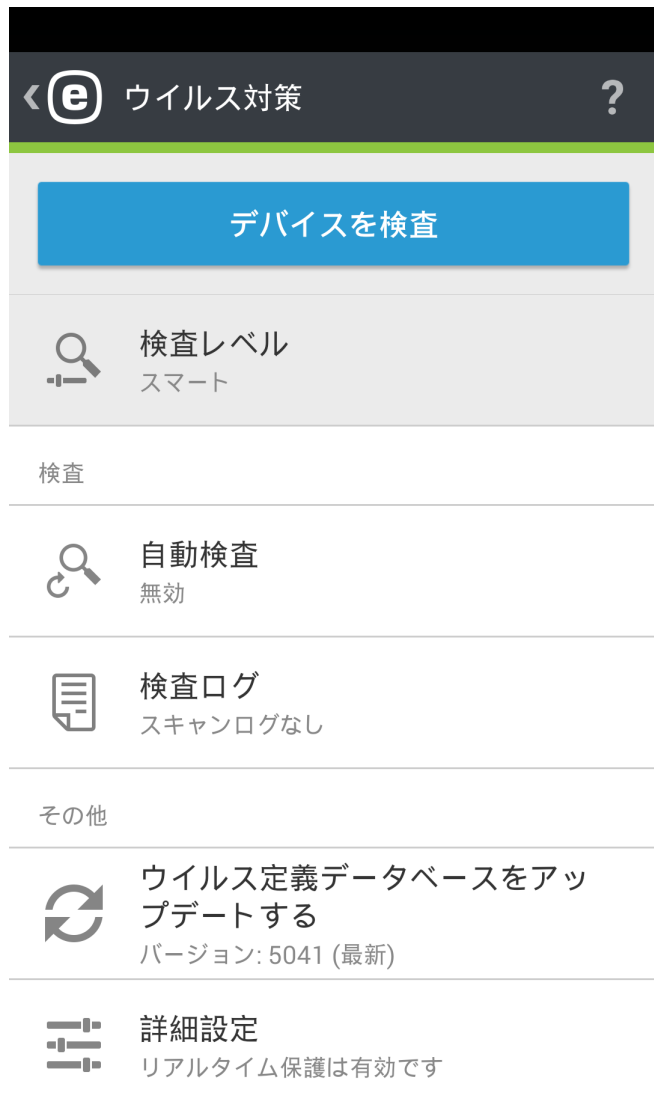 e ウイルス対策 ?
デバイスを検査
検査レベル
スマート
検査
自動検査
無効
検査ログ
スキャンログなし
その他
ウイルス定義データベースをアッ
プデートする
バージョン: 5041 (最新)
詳細設定
リアルタイム保護は有効です